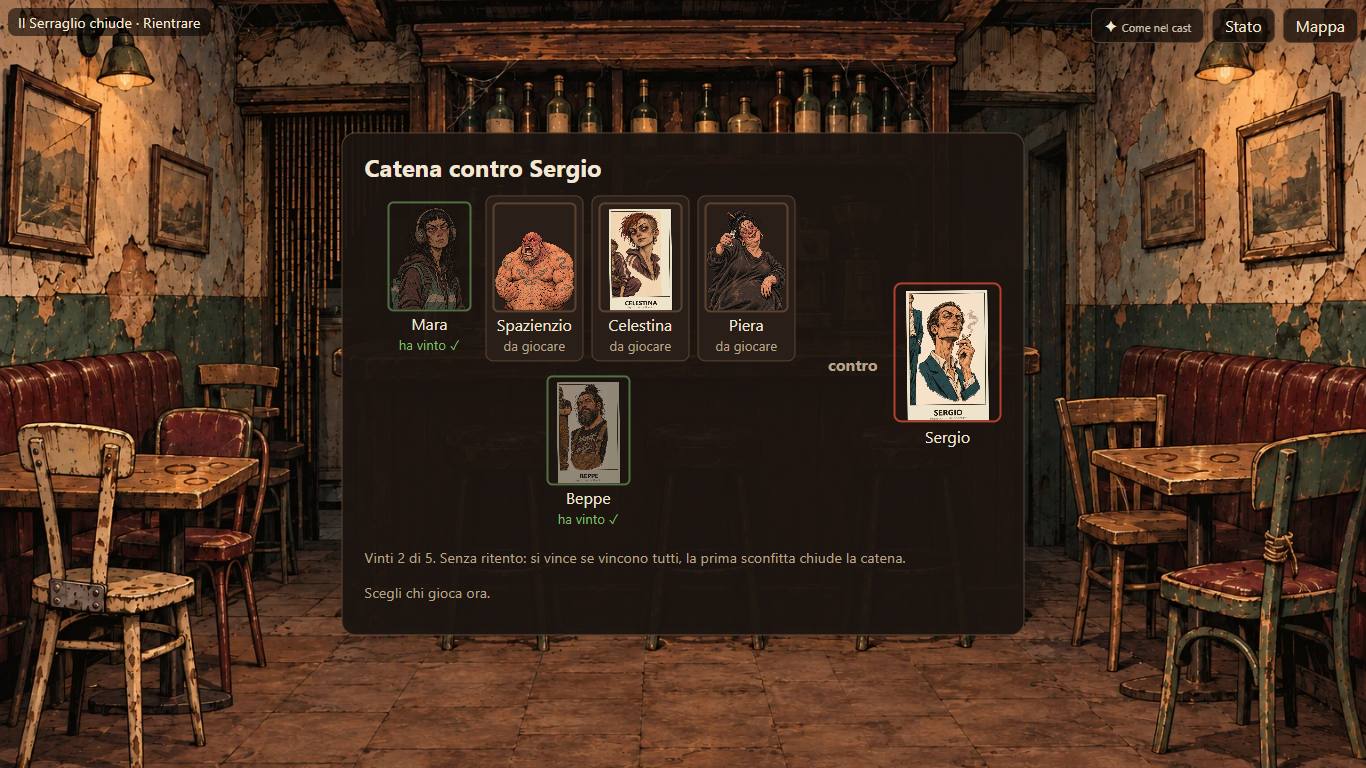 Il Serraglio chiude · Rientrare
✦ Come nel cast
Stato
Mappa
Catena contro Sergio
CELESTINA
Mara
Spazienzio
Celestina
Piera
ha vinto ✓
da giocare
da giocare
da giocare
contro
SERGIO
Sergio
BEPPE
Beppe
ha vinto ✓
Vinti 2 di 5. Senza ritento: si vince se vincono tutti, la prima sconfitta chiude la catena.
Scegli chi gioca ora.